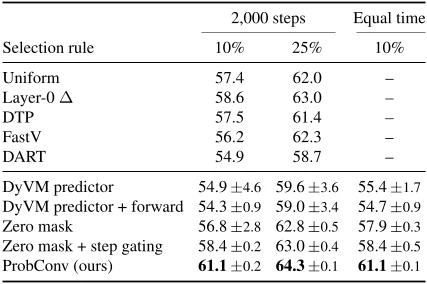 2,000 steps Equal time
Selection rule 10% 25% 10%
Uniform 57.4 62.0 –
Layer-0 Δ 58.6 63.0 –
DTP 57.5 61.4 –
FastV 56.2 62.3 –
DART 54.9 58.7 –
DyVM predictor 54.9 ±4.6 59.6 ±3.6 55.4 ±1.7
DyVM predictor + forward 54.3 ±0.9 59.0 ±3.4 54.7 ±0.9
Zero mask 56.8 ±2.8 62.8 ±0.5 57.9 ±0.3
Zero mask + step gating 58.4 ±0.2 63.0 ±0.4 58.4 ±0.5
ProbConv (ours) 61.1 ±0.2 64.3 ±0.1 61.1 ±0.1